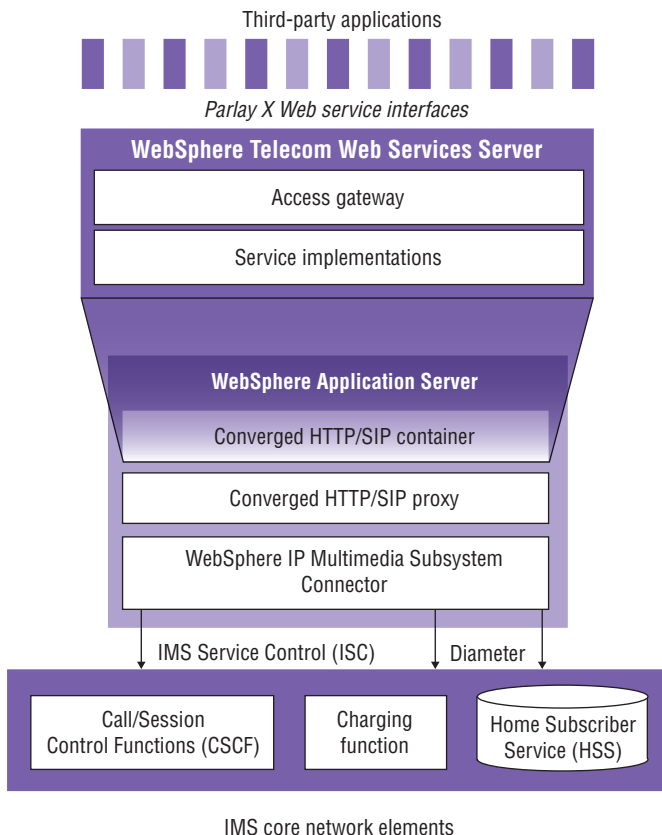 Third-party applications
Parlay X Web service interfaces
WebSphere Telecom Web Services Server
Access gateway
Service implementations
WebSphere Application Server
Converged HTTP/SIP container
Converged HTTP/SIP proxy
WebSphere IP Multimedia Subsystem
Connector
IMS Service Control (ISC)
Diameter
Call/Session
Control Functions (CSCF)
Charging
function
Home Subscriber
Service (HSS)
IMS core network elements